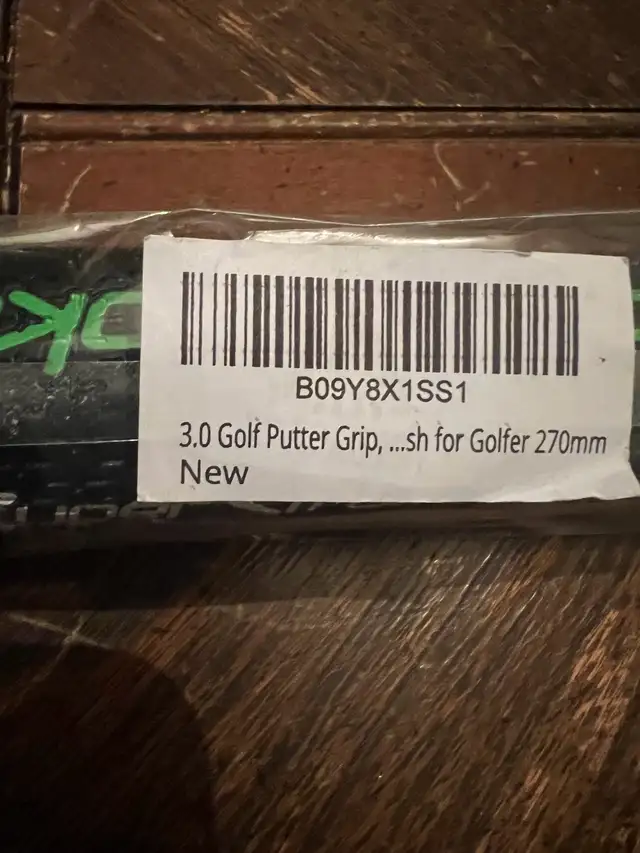 B09Y8X1SS1
3.0 Golf Putter Grip, ...sh for Golfer 270mm
New